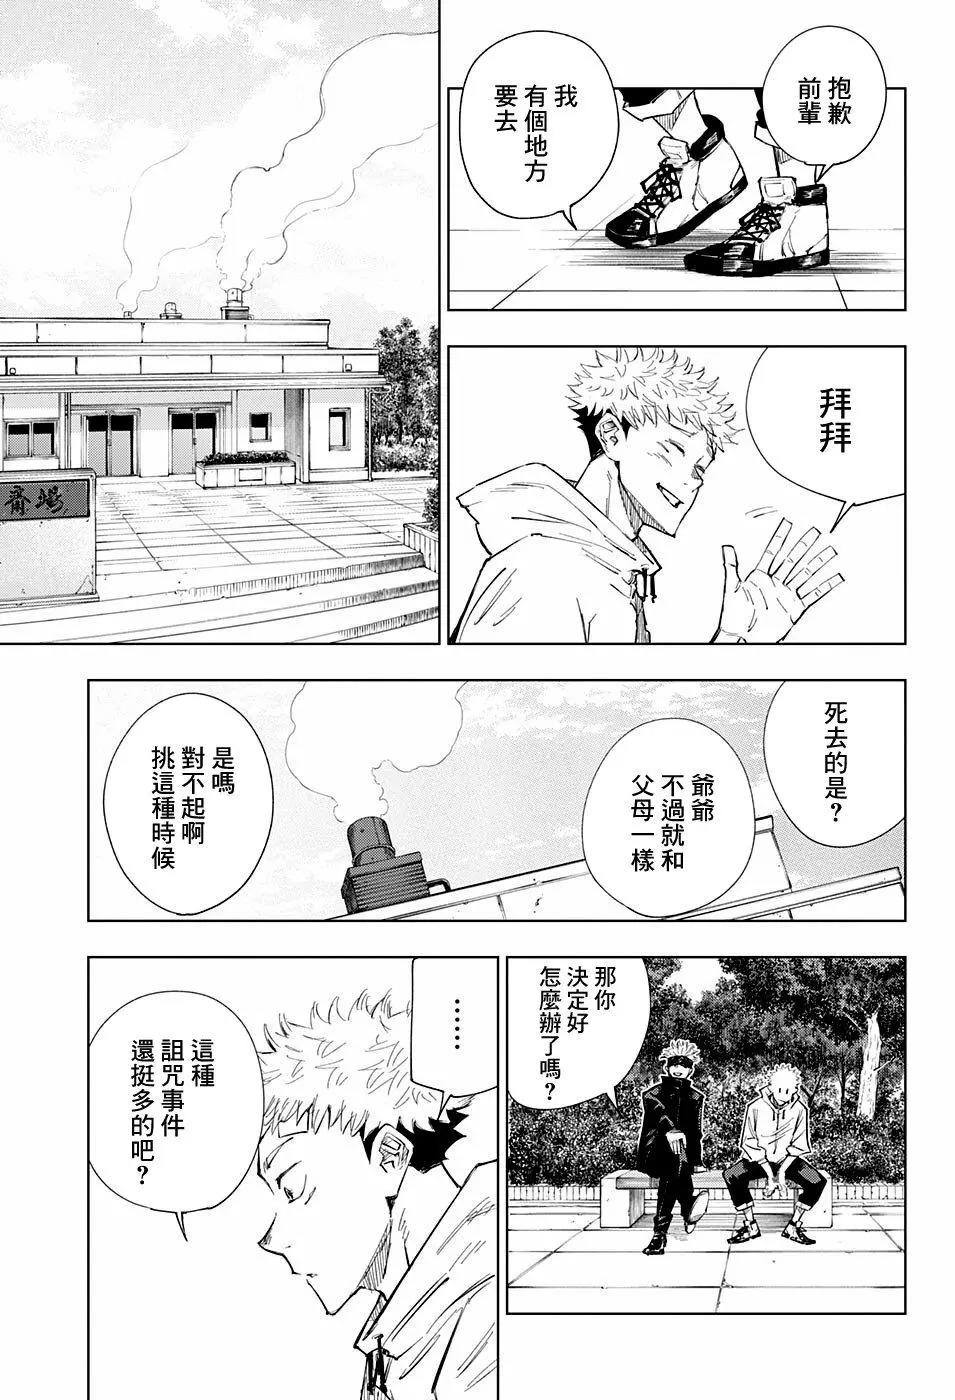 抱歉
前輩
我
有個地方
要去
拜拜
齋場
死去的是？
爺爺
不過就和
父母一樣
是嗎
對不起啊
挑這種時候
那你
決定好
怎麼辦了嗎？
……
這種
詛咒事件
還挺多的吧？